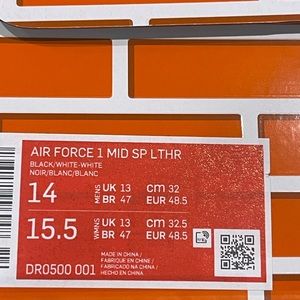 AIR FORCE 1 MID SP LTHR
BLACK/WHITE-WHITE
NOIR/BLANC/BLANC
14 MENS UK 13 cm 32
BR 47 EUR 48.5
15.5 WMNS UK 13 cm 32.5
BR 47 EUR 48.5
DR0500 001
MADE IN CHINA /
FABRIQUÉ EN CHINE /
FABRICADO NA CHINA /
HECHO EN CHINA